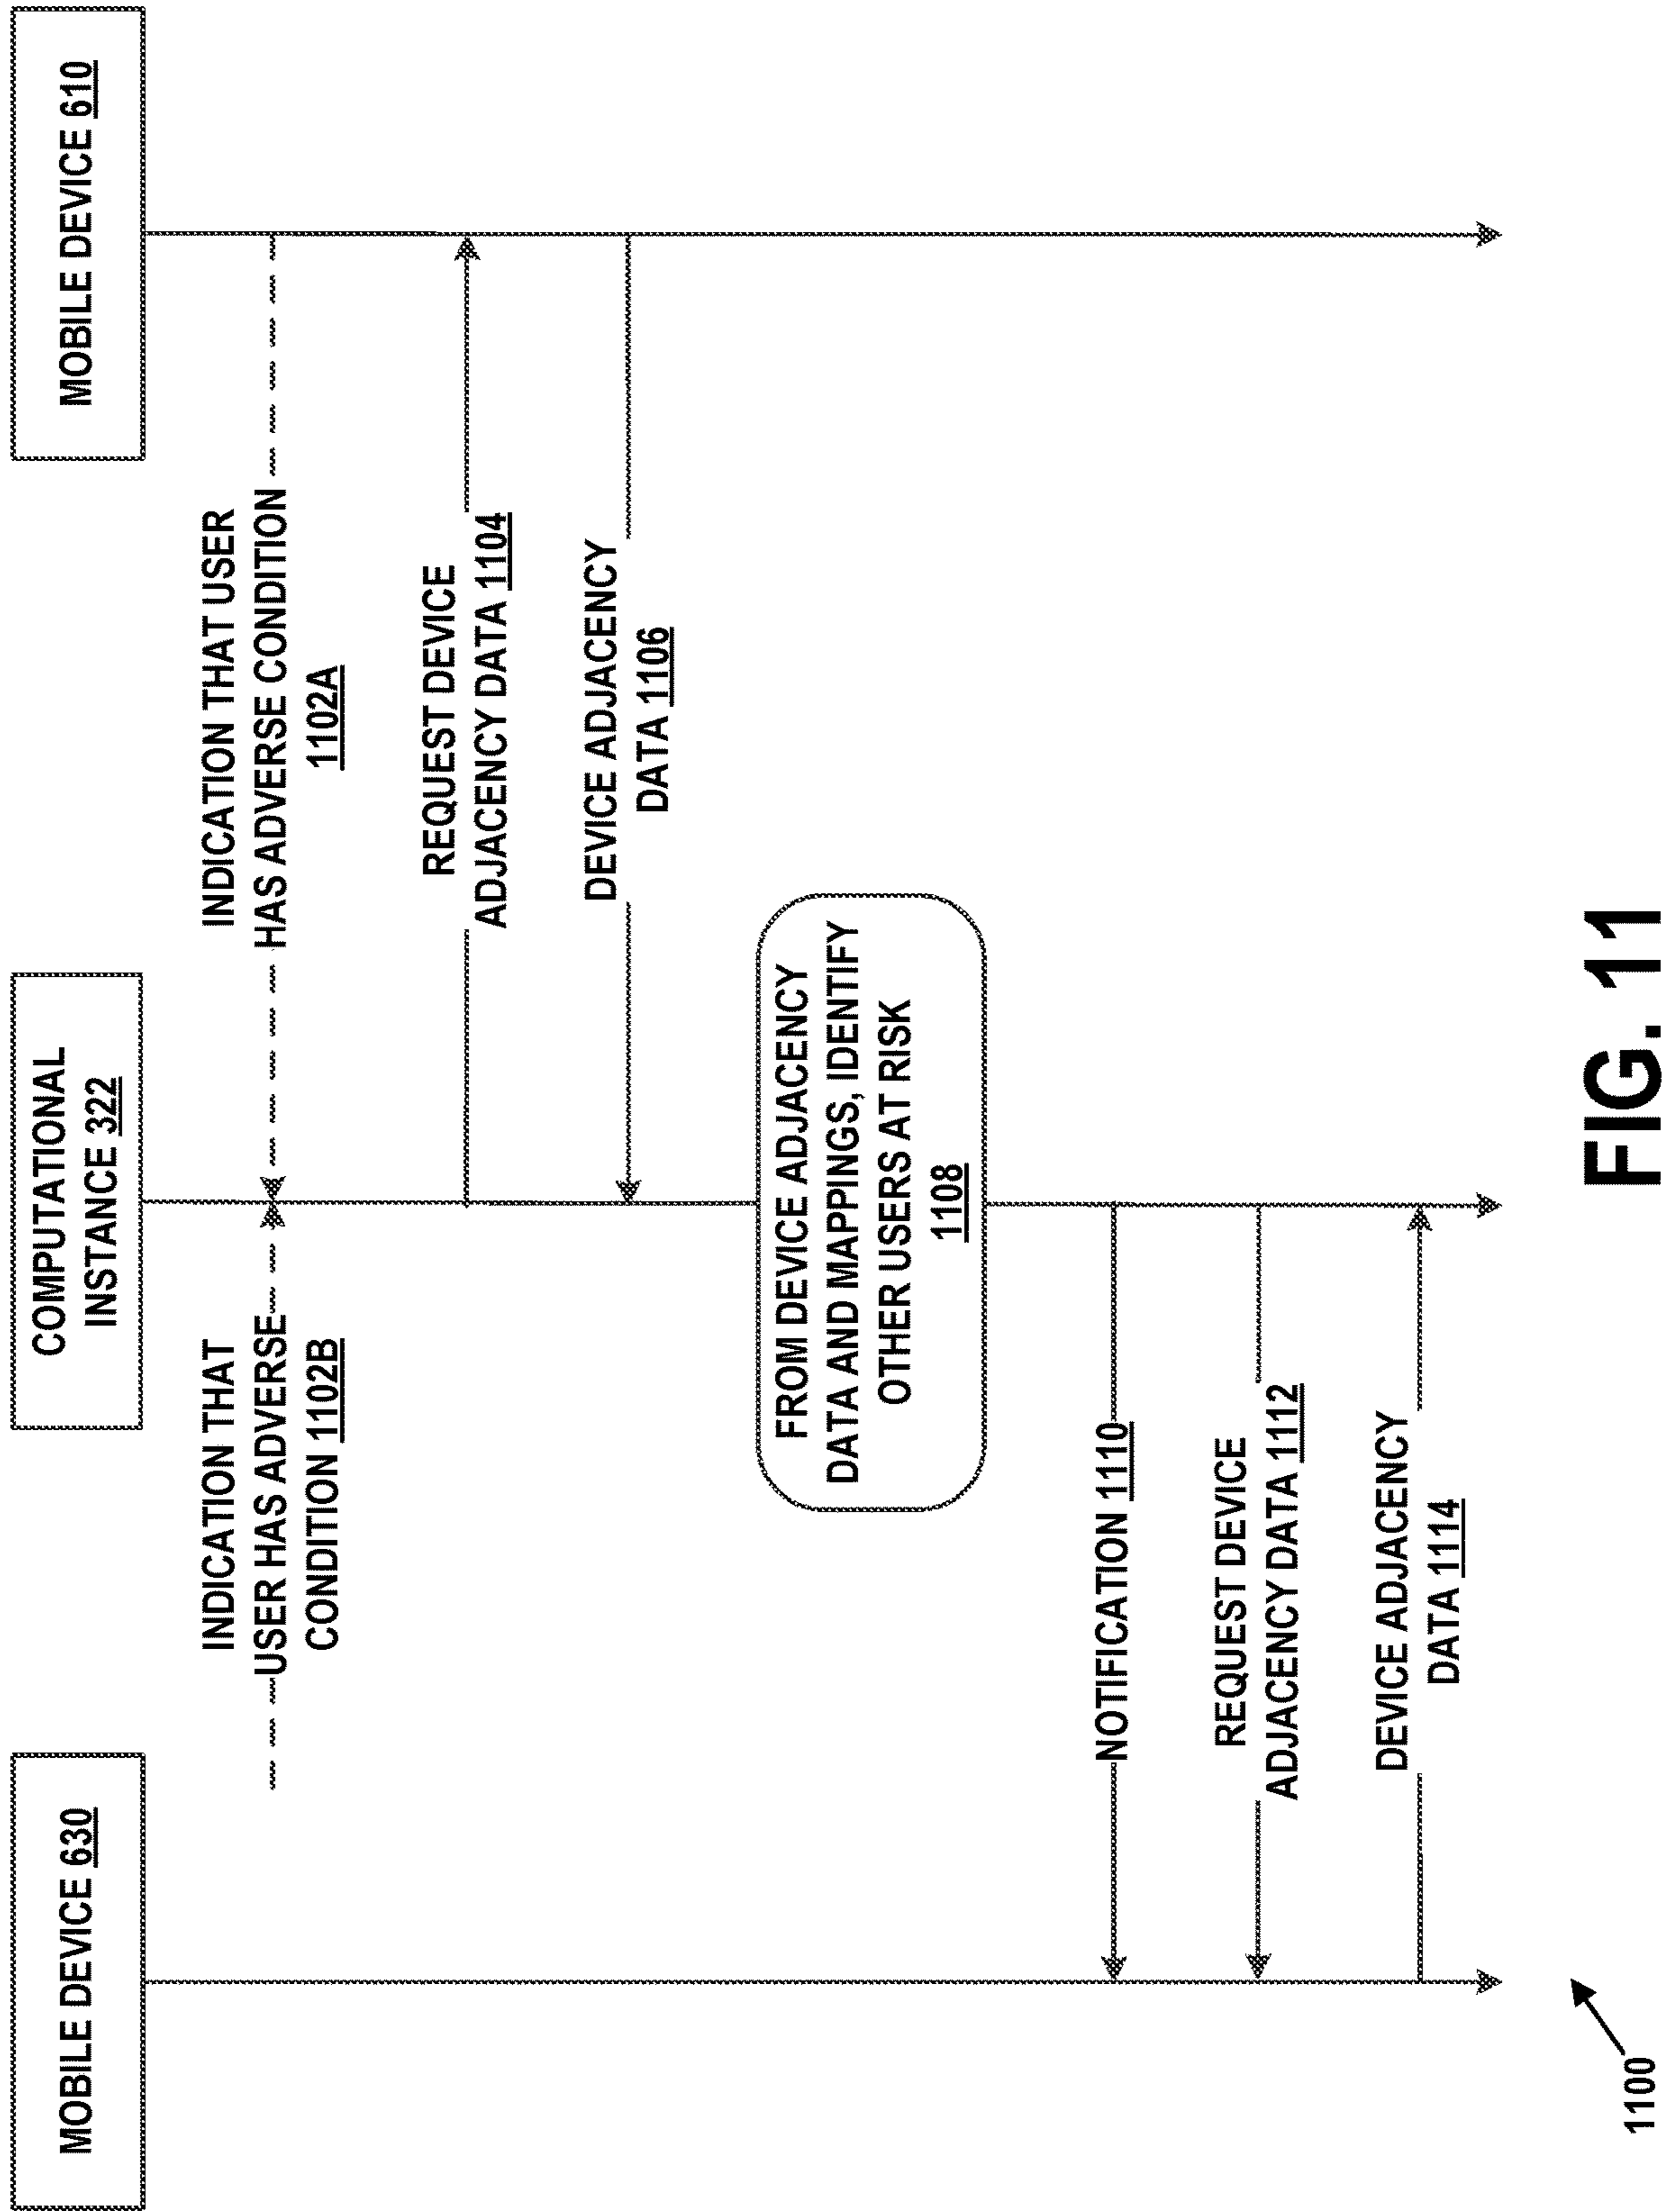 MOBILE DEVICE 630
COMPUTATIONAL
INSTANCE 322
MOBILE DEVICE 610
INDICATION THAT
USER HAS ADVERSE
CONDITION 1102B
INDICATION THAT USER
HAS ADVERSE CONDITION
1102A
REQUEST DEVICE
ADJACENCY DATA 1104
DEVICE ADJACENCY
DATA 1106
FROM DEVICE ADJACENCY
DATA AND MAPPINGS, IDENTIFY
OTHER USERS AT RISK
1108
NOTIFICATION 1110
REQUEST DEVICE
ADJACENCY DATA 1112
DEVICE ADJACENCY
DATA 1114
1100
FIG. 11